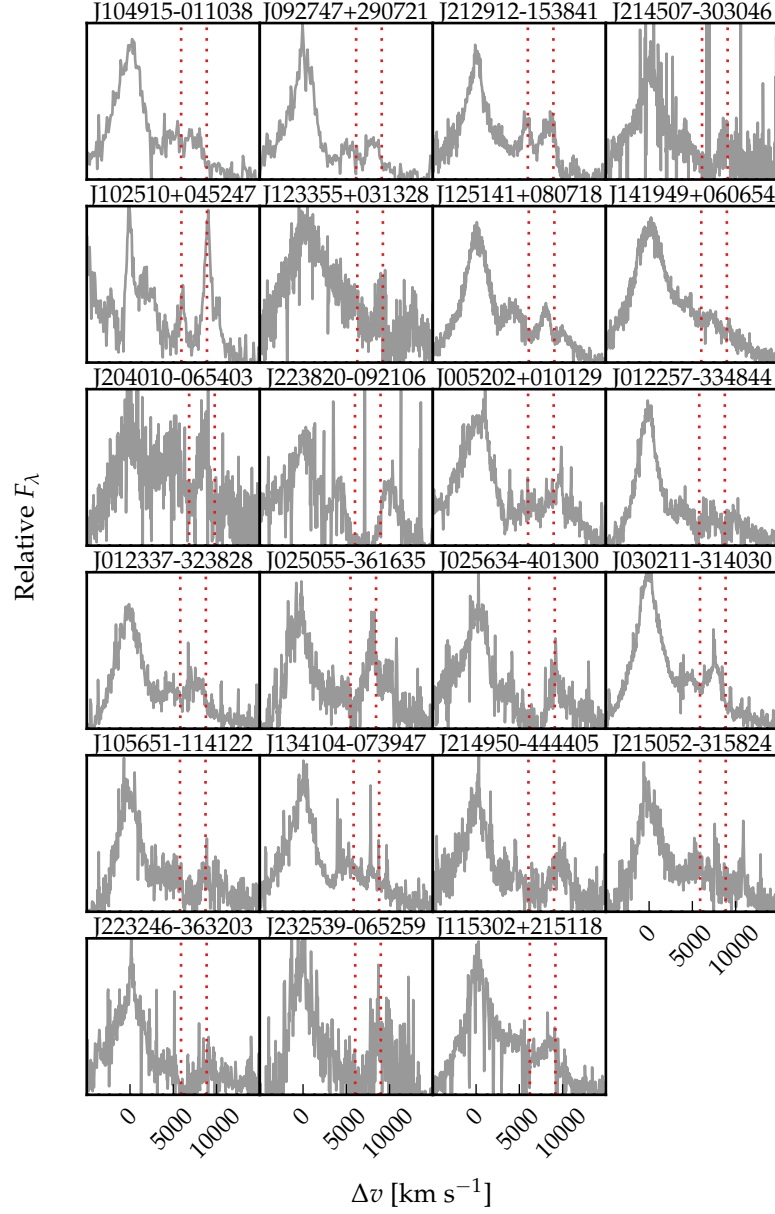 J104915-011038 J092747+290721 J212912-153841 J214507-303046
J102510+045247 J123355+031328 J125141+080718 J141949+060654
J204010-065403 J223820-092106 J005202+010129 J012257-334844
Relative Fλ
J012337-323828 J025055-361635 J025634-401300 J030211-314030
J105651-114122 J134104-073947 J214950-444405 J215052-315824
J223246-363203 J232539-065259 J115302+215118 0 5000 10000
0 5000 10000 0 5000 10000 0 5000 10000
Δv [km s⁻¹]